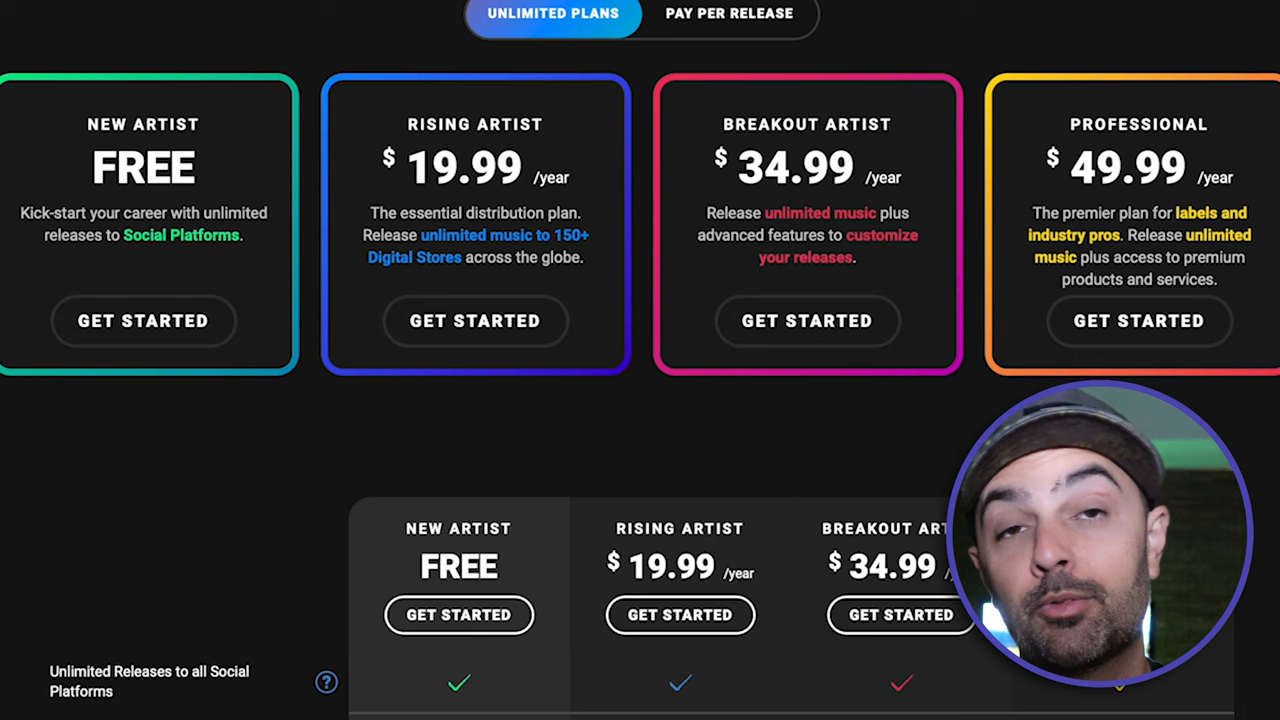 UNLIMITED PLANS
PAY PER RELEASE
NEW ARTIST
FREE
Kick-start your career with unlimited
releases to Social Platforms.
GET STARTED
RISING ARTIST
$ 19.99 /year
The essential distribution plan.
Release unlimited music to 150+
Digital Stores across the globe.
GET STARTED
BREAKOUT ARTIST
$ 34.99 /year
Release unlimited music plus
advanced features to customize
your releases.
GET STARTED
PROFESSIONAL
$ 49.99 /year
The premier plan for labels and
industry pros. Release unlimited
music plus access to premium
products and services.
GET STARTED
NEW ARTIST
FREE
GET STARTED
RISING ARTIST
$ 19.99 /year
GET STARTED
BREAKOUT ART
$ 34.99
GET STARTED
Unlimited Releases to all Social
Platforms
?